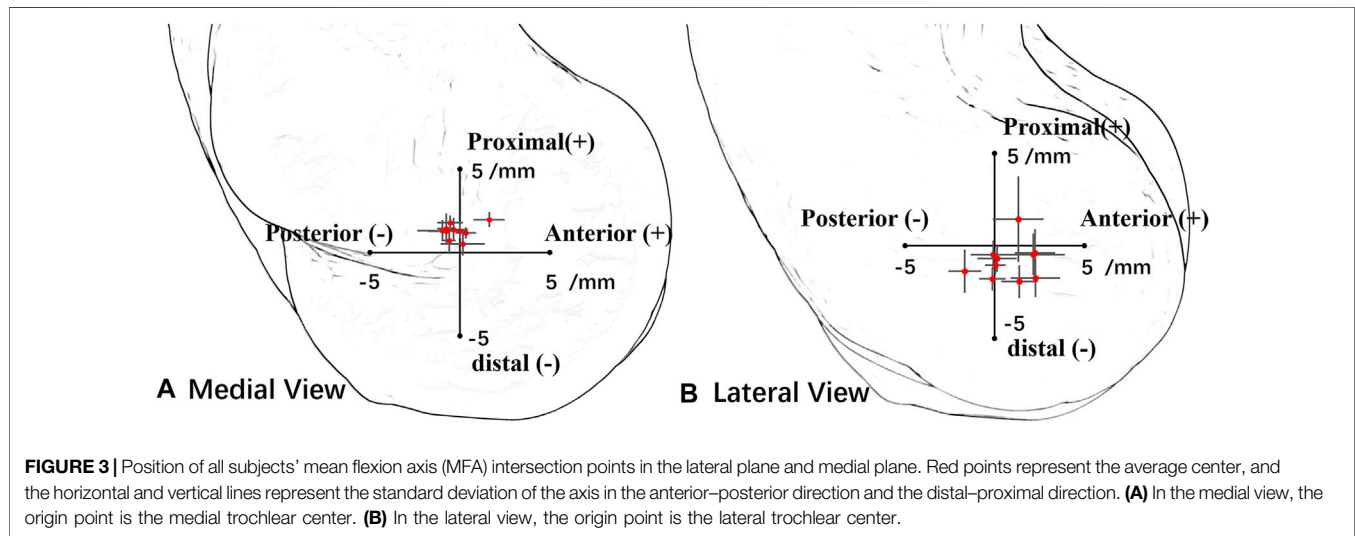 Proximal(+)
5 /mm
Posterior (-)
Anterior (+)
-5
5 /mm
-5
distal (-)
A Medial View
Proximal(+)
5 /mm
Posterior (-)
Anterior (+)
-5
5 /mm
-5
distal (-)
B Lateral View
FIGURE 3 | Position of all subjects' mean flexion axis (MFA) intersection points in the lateral plane and medial plane. Red points represent the average center, and
the horizontal and vertical lines represent the standard deviation of the axis in the anterior–posterior direction and the distal–proximal direction. (A) In the medial view, the
origin point is the medial trochlear center. (B) In the lateral view, the origin point is the lateral trochlear center.